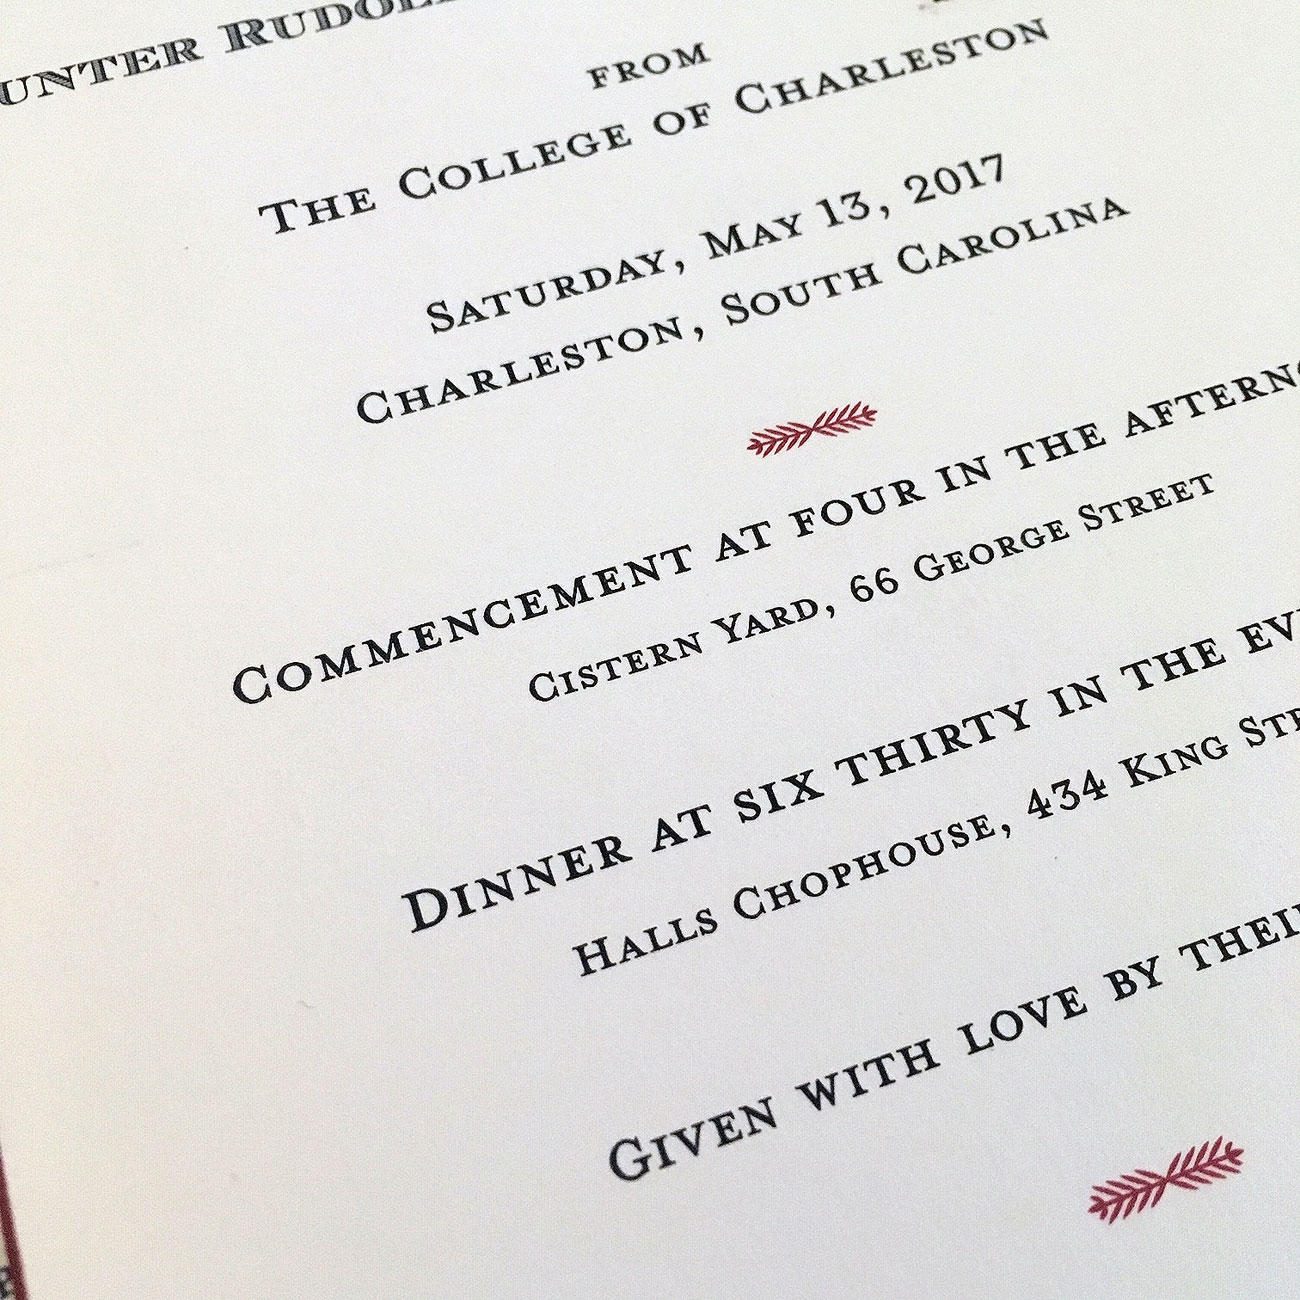 FROM
THE COLLEGE OF CHARLESTON
SATURDAY, MAY 13, 2017
CHARLESTON, SOUTH CAROLINA
COMMENCEMENT AT FOUR IN THE
CISTERN YARD, 66 GEORGE STREET
DINNER AT SIX THIRTY IN THE
HALLS CHOPHOUSE, 434 KING
GIVEN WITH LOVE BY